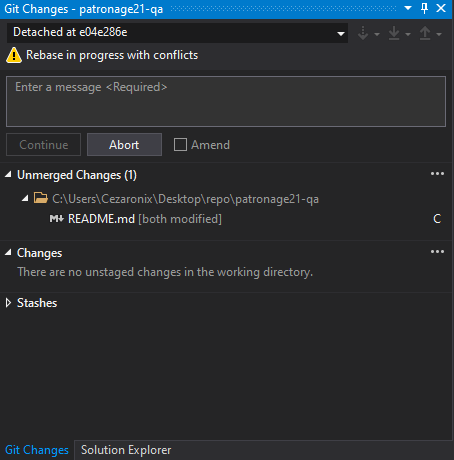 Git Changes - patronage21-qa
Detached at e04e286e
Rebase in progress with conflicts
Enter a message <Required>
Continue
Abort
Amend
Unmerged Changes (1)
C:\Users\Cezaronix\Desktop\repo\patronage21-qa
README.md [both modified]
C
Changes
There are no unstaged changes in the working directory.
Stashes
Git Changes
Solution Explorer